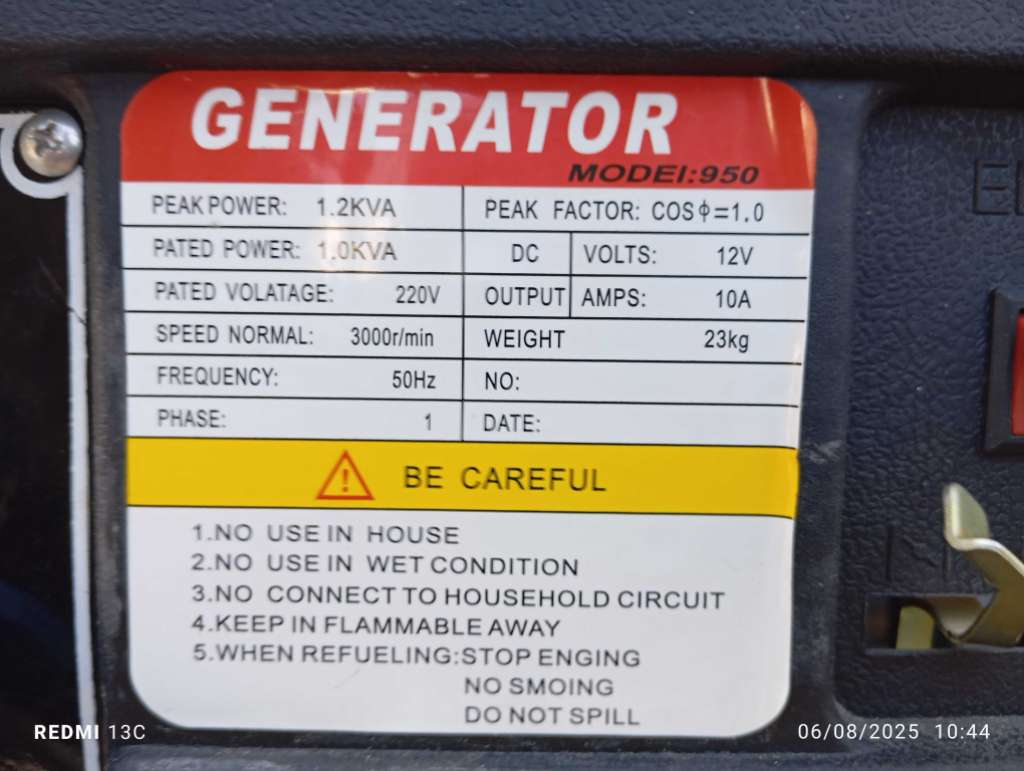 GENERATOR
MODEl:950
PEAK POWER: 1.2KVA
PEAK FACTOR: COSϕ=1.0
PATED POWER: 1.0KVA
DC VOLTS: 12V
PATED VOLATAGE: 220V
OUTPUT AMPS: 10A
SPEED NORMAL: 3000r/min
WEIGHT 23kg
FREQUENCY: 50Hz
NO:
PHASE: 1
DATE:
BE CAREFUL
1.NO USE IN HOUSE
2.NO USE IN WET CONDITION
3.NO CONNECT TO HOUSEHOLD CIRCUIT
4.KEEP IN FLAMMABLE AWAY
5.WHEN REFUELING:STOP ENGING
NO SMOING
DO NOT SPILL
REDMI 13C
06/08/2025 10:44